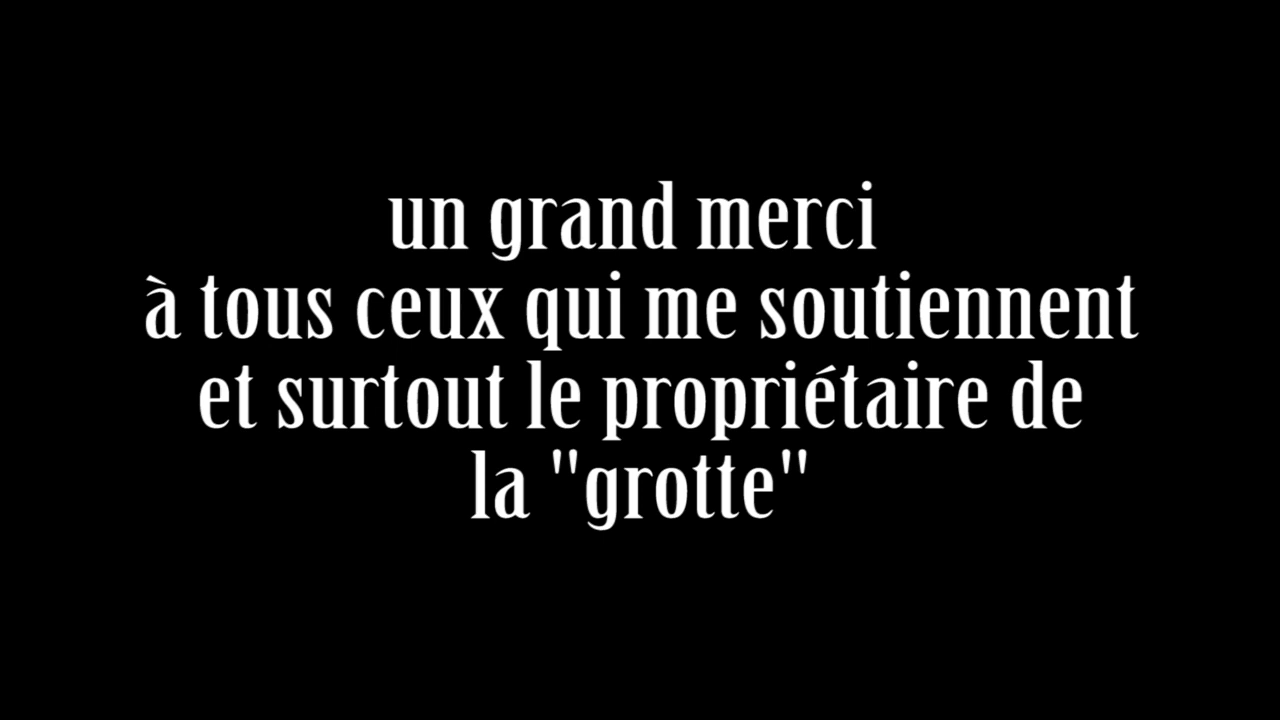 un grand merci
à tous ceux qui me soutiennent
et surtout le propriétaire de
la "grotte"